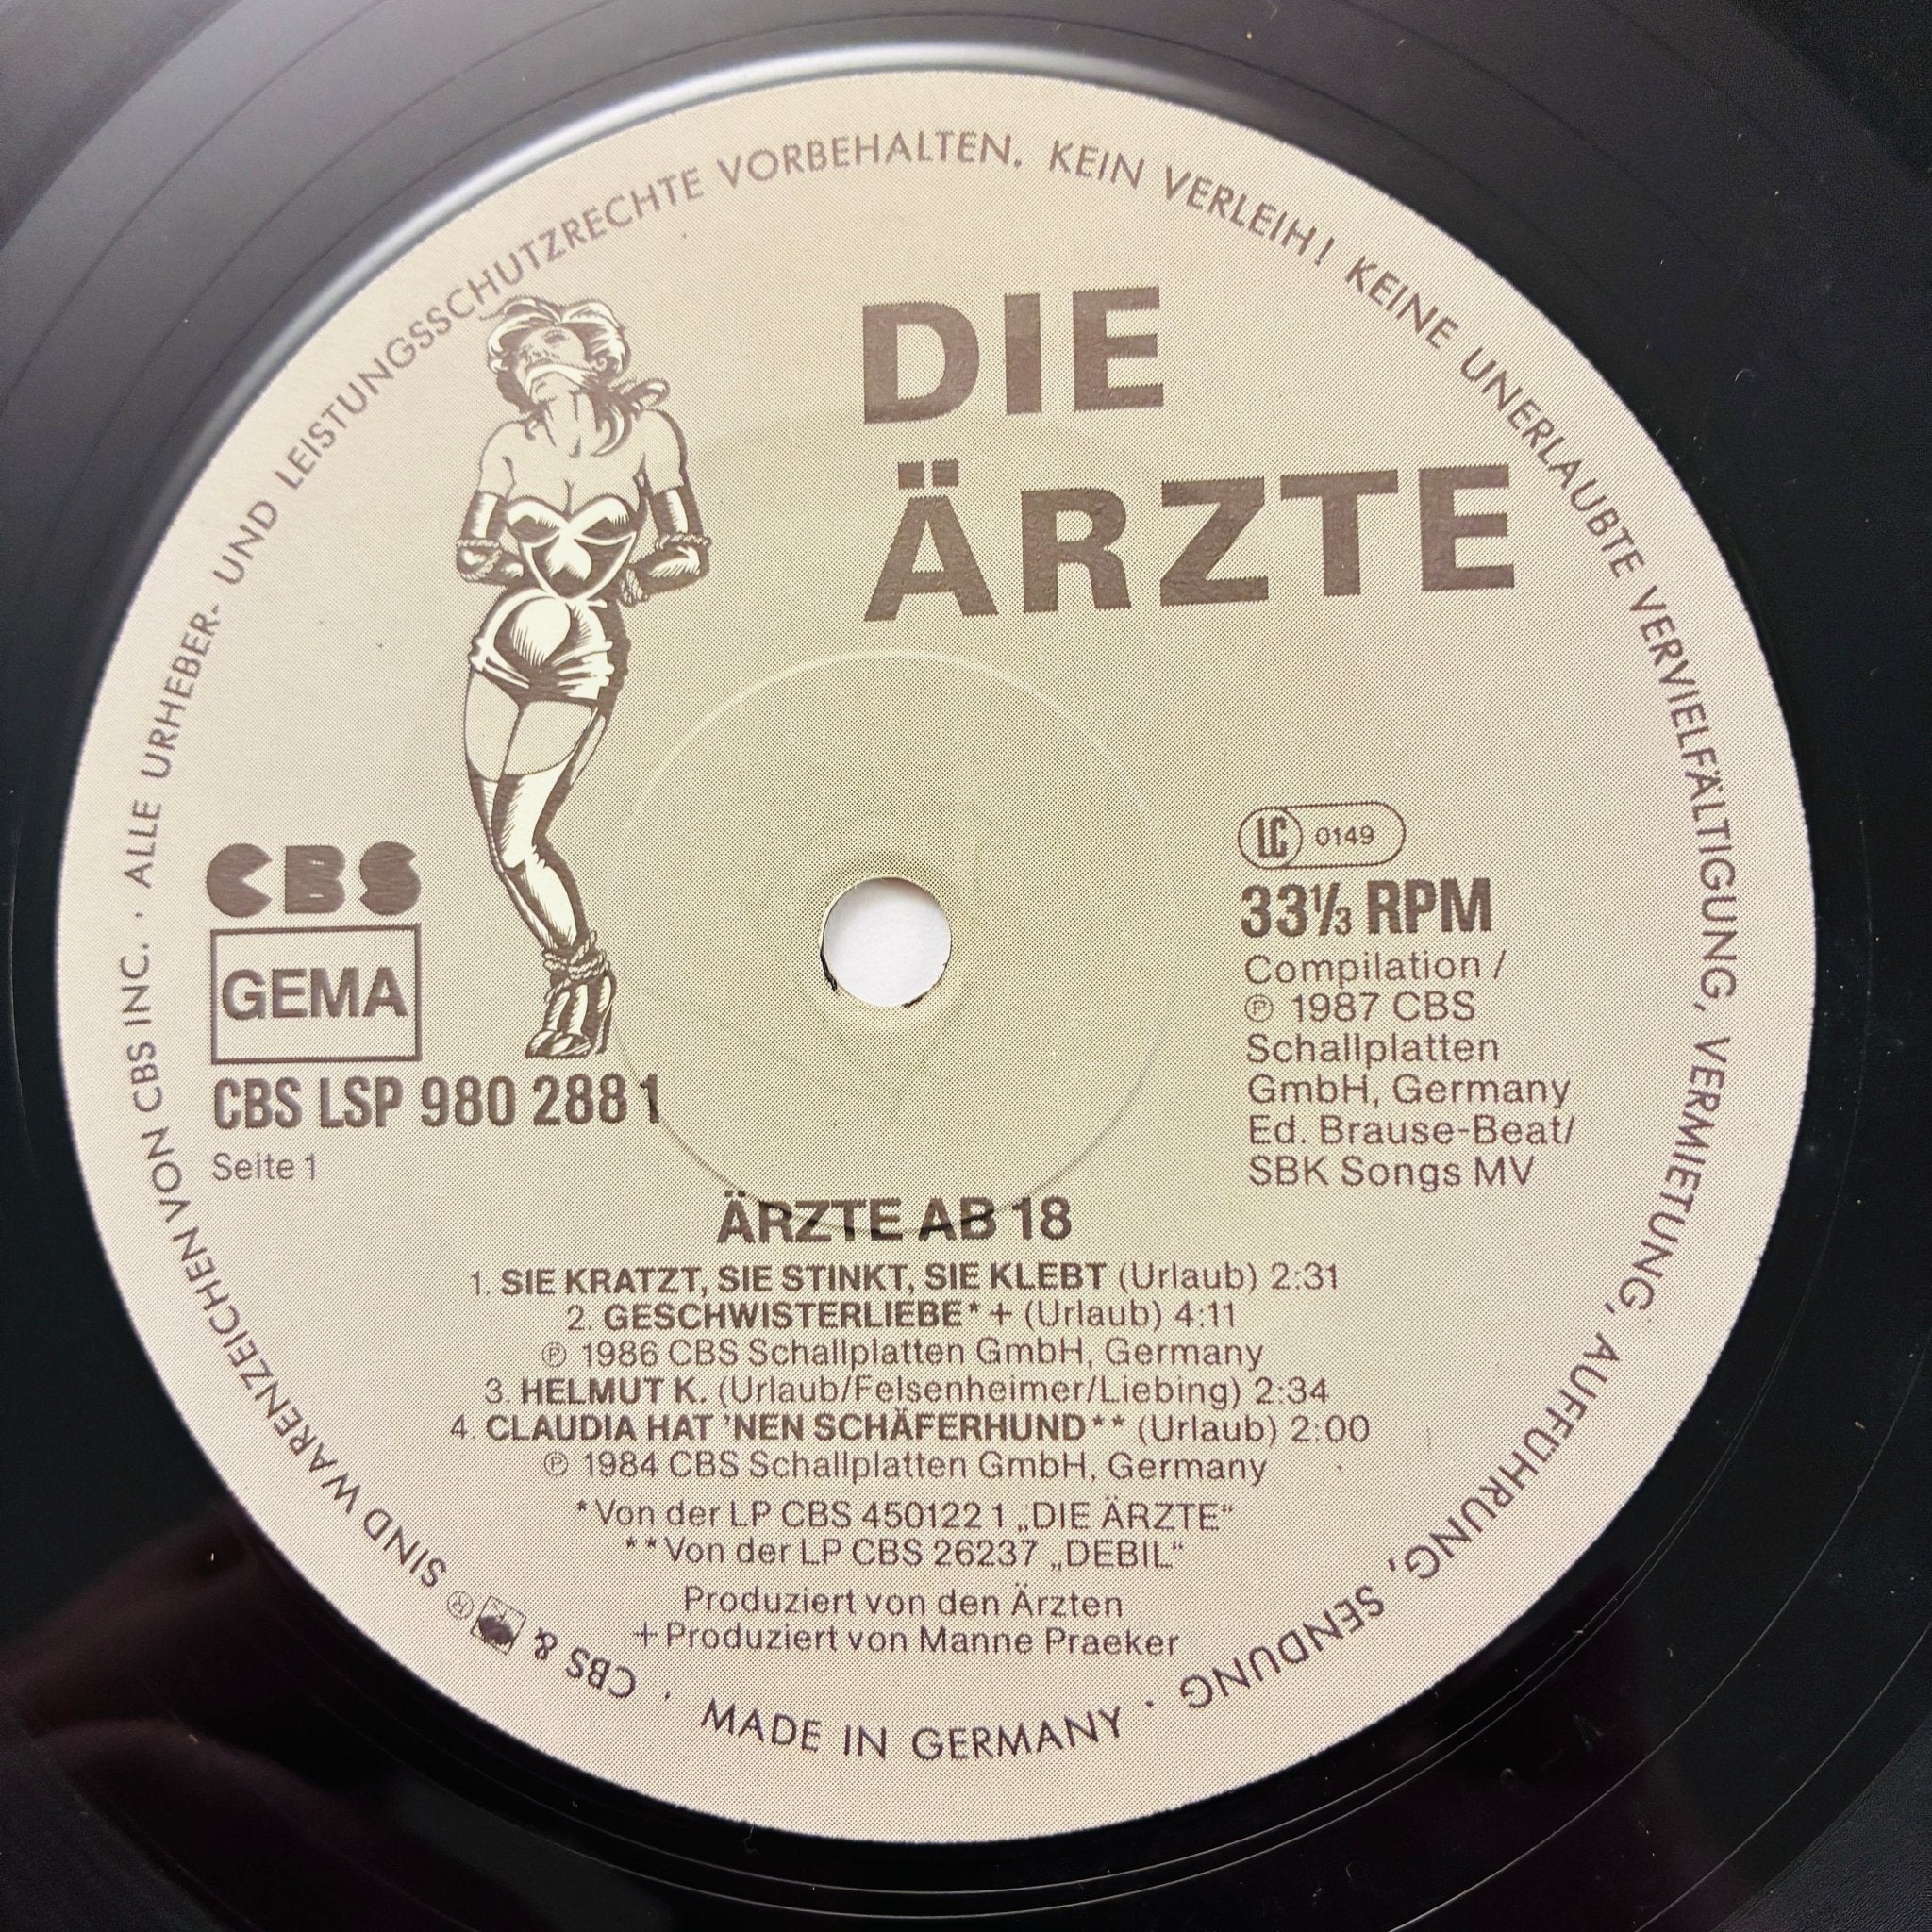 ALLE URHEBER- UND LEISTUNGSSCHUTZRECHTE VORBEHALTEN. KEIN VERLEIH! KEINE UNERLAUBTE VERVIELFÄLTIGUNG, VERMIETUNG, AUFFÜHRUNG, SENDUNG · MADE IN GERMANY · CBS & ® SIND WARENZEICHEN VON CBS INC. ·
DIE
ÄRZTE
CBS
GEMA
CBS LSP 980 288 1
Seite 1
LC 0149
33⅓ RPM
Compilation /
℗ 1987 CBS
Schallplatten
GmbH, Germany
Ed. Brause-Beat/
SBK Songs MV
ÄRZTE AB 18
1. SIE KRATZT, SIE STINKT, SIE KLEBT (Urlaub) 2:31
2. GESCHWISTERLIEBE* + (Urlaub) 4:11
℗ 1986 CBS Schallplatten GmbH, Germany
3. HELMUT K. (Urlaub/Felsenheimer/Liebing) 2:34
4. CLAUDIA HAT 'NEN SCHÄFERHUND** (Urlaub) 2:00
℗ 1984 CBS Schallplatten GmbH, Germany
*Von der LP CBS 450122 1 „DIE ÄRZTE“
**Von der LP CBS 26237 „DEBIL“
Produziert von den Ärzten
+Produziert von Manne Praeker